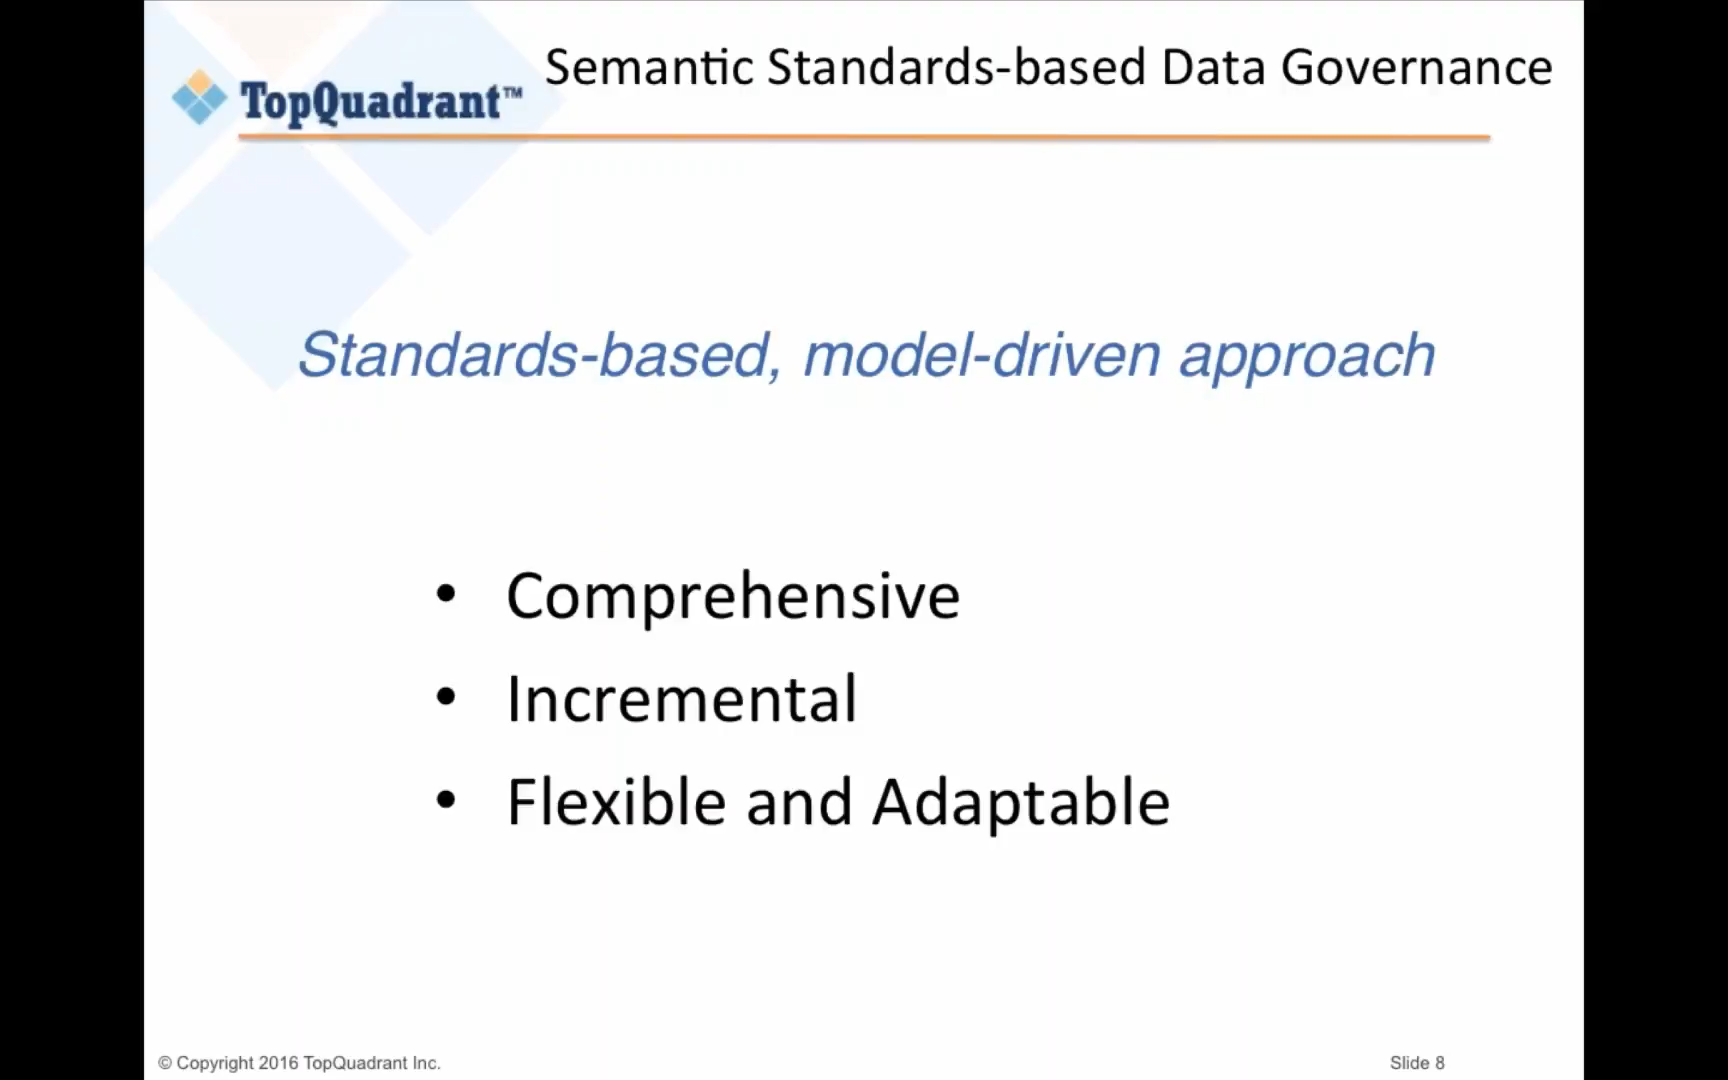 TopQuadrant™
Semantic Standards-based Data Governance
Standards-based, model-driven approach
• Comprehensive
• Incremental
• Flexible and Adaptable
© Copyright 2016 TopQuadrant Inc.
Slide 8